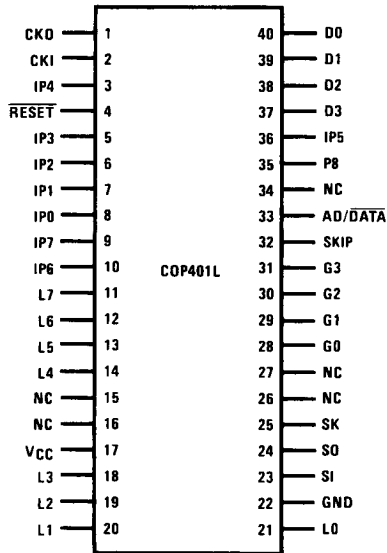 CKO 1 40 D0
CKI 2 39 D1
IP4 3 38 D2
RESET 4 37 D3
IP3 5 36 IP5
IP2 6 35 P8
IP1 7 34 NC
IP0 8 33 AD/DATA
IP7 9 32 SKIP
IP6 10 COP401L 31 G3
L7 11 30 G2
L6 12 29 G1
L5 13 28 G0
L4 14 27 NC
NC 15 26 NC
NC 16 25 SK
VCC 17 24 SO
L3 18 23 SI
L2 19 22 GND
L1 20 21 L0